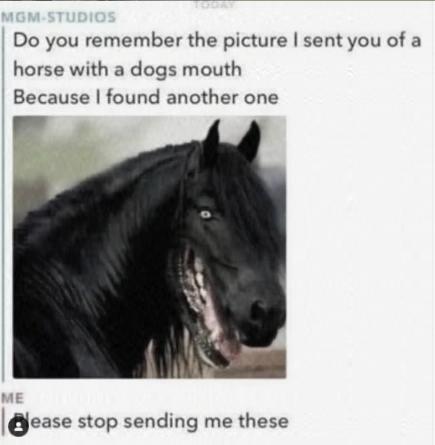 TODAY
MGM-STUDIOS
Do you remember the picture I sent you of a
horse with a dogs mouth
Because I found another one
ME
Please stop sending me these